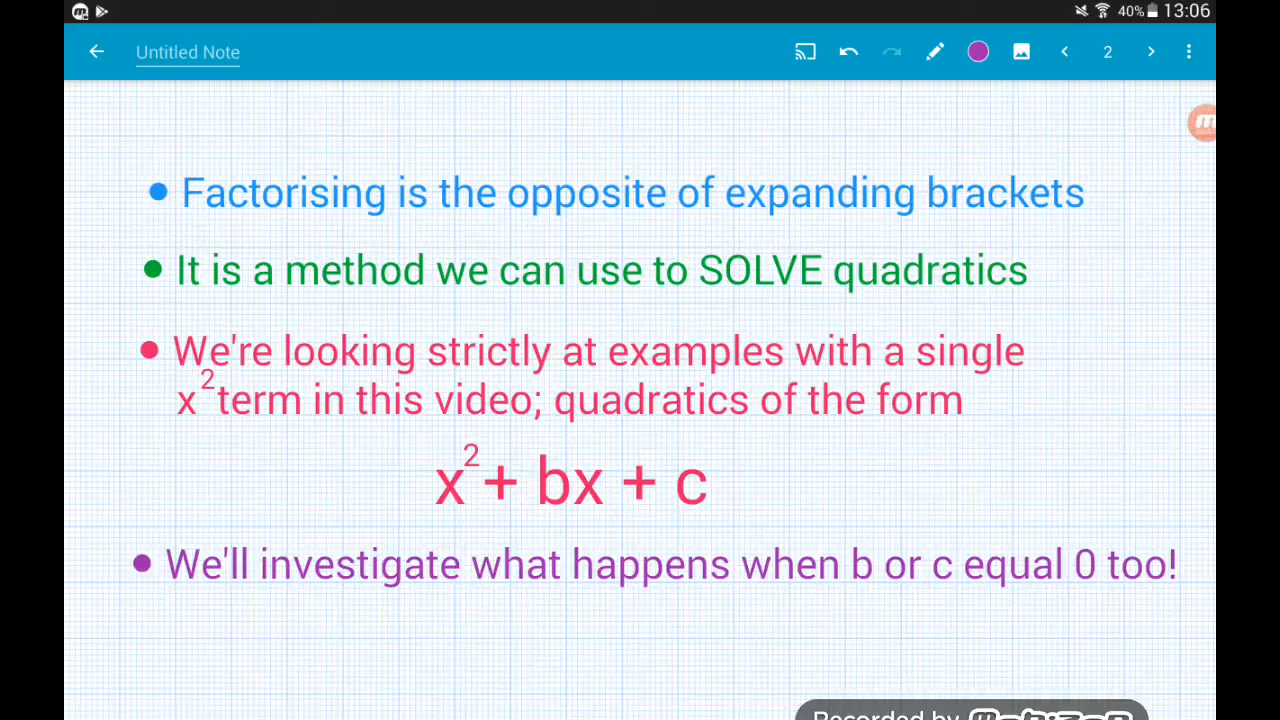 40% 13:06
Untitled Note
2
• Factorising is the opposite of expanding brackets
• It is a method we can use to SOLVE quadratics
• We're looking strictly at examples with a single
x² term in this video; quadratics of the form
x² + bx + c
• We'll investigate what happens when b or c equal 0 too!
Recorded by